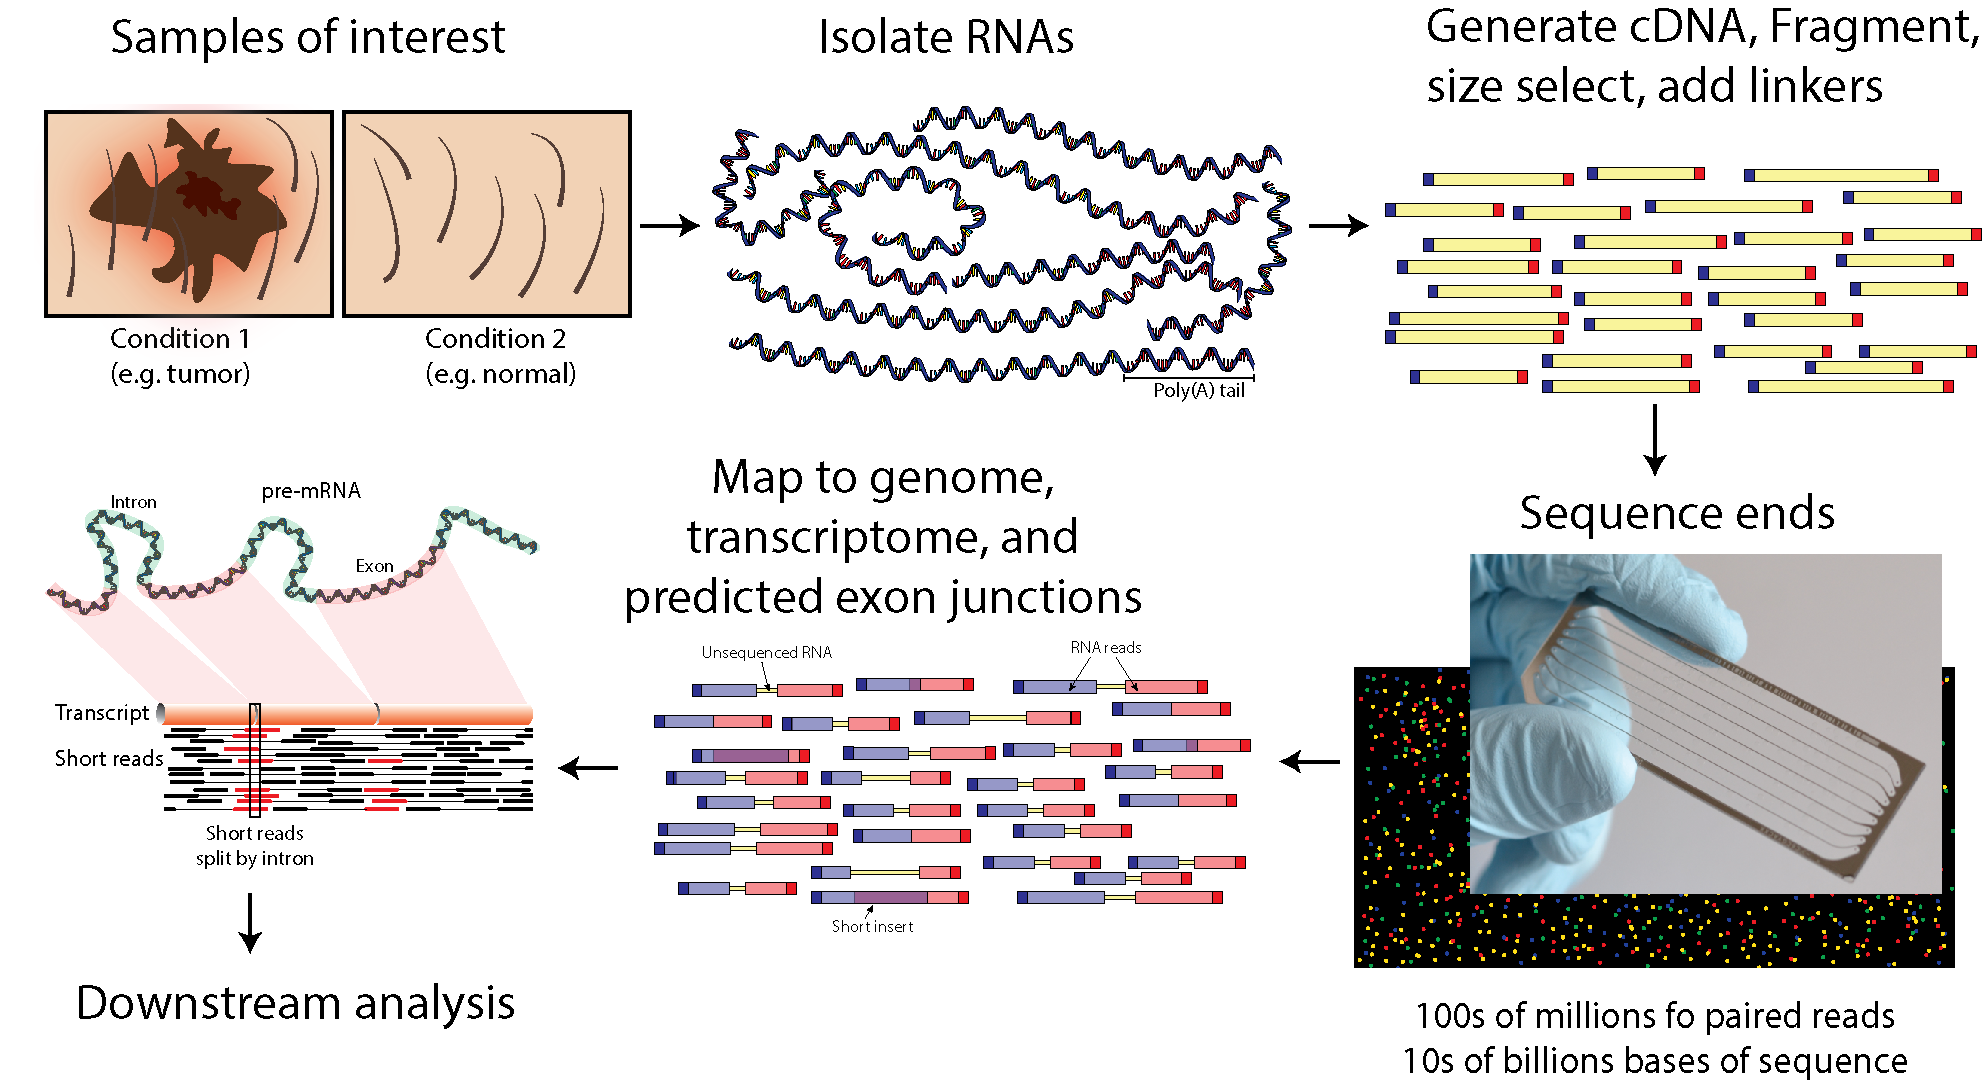 Samples of interest
Isolate RNAs
Generate cDNA, Fragment,
size select, add linkers
Condition 1
(e.g. tumor)
Condition 2
(e.g. normal)
Poly(A) tail
Sequence ends
100s of millions fo paired reads
10s of billions bases of sequence
Map to genome,
transcriptome, and
predicted exon junctions
Unsequenced RNA
RNA reads
Short insert
pre-mRNA
Intron
Exon
Transcript
Short reads
Short reads
split by intron
Downstream analysis